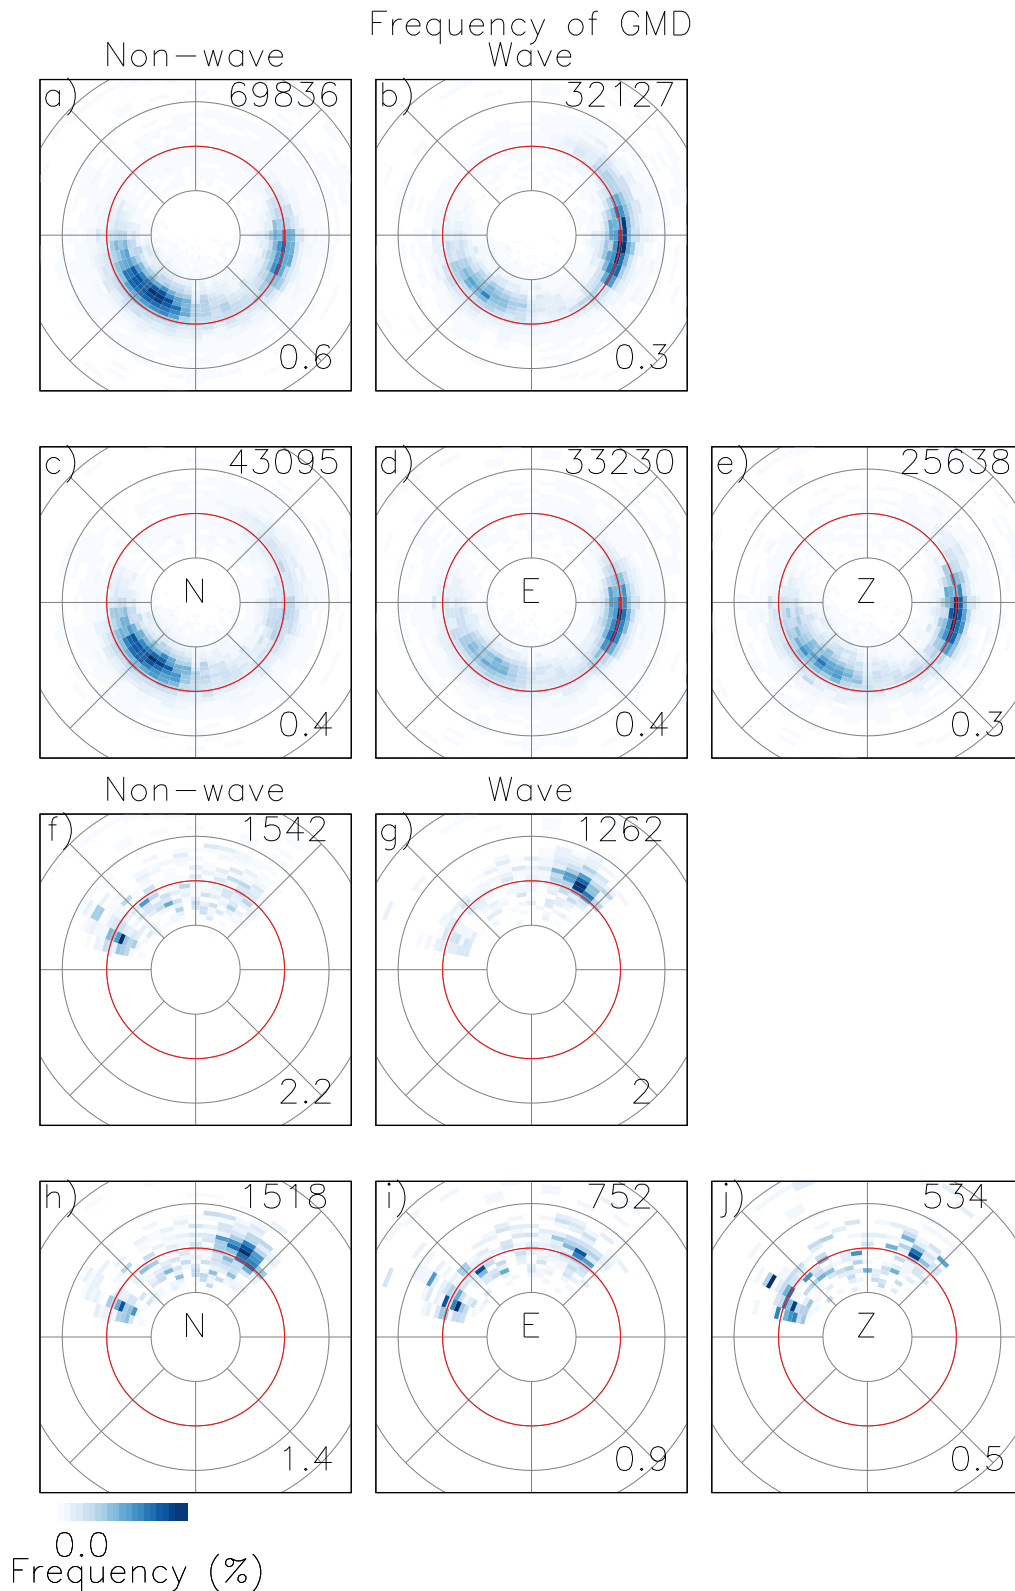 Frequency of GMD
Non-wave Wave
a) 69836 b) 32127
0.6 0.3
c) 43095 d) 33230 e) 25638
N E Z
0.4 0.4 0.3
Non-wave Wave
f) 1542 g) 1262
2.2 2
h) 1518 i) 752 j) 534
N E Z
1.4 0.9 0.5
0.0
Frequency (%)